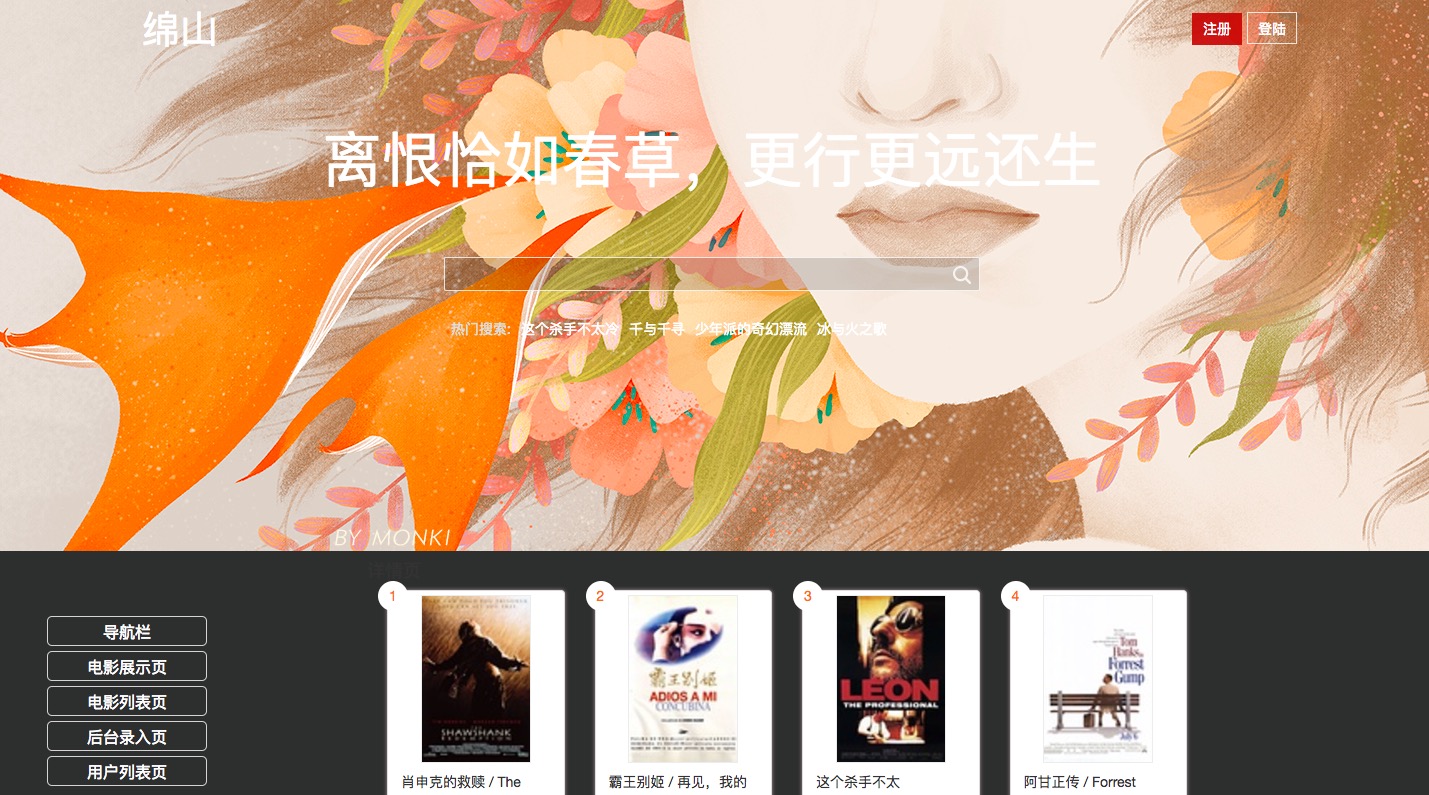 绵山
注册 登陆
离恨恰如春草，更行更远还生
热门搜索: 这个杀手不太冷 千与千寻 少年派的奇幻漂流 冰与火之歌
BY MONKI
导航栏
电影展示页
电影列表页
后台录入页
用户列表页
1
SHAWSHANK
REDEMPTION
肖申克的救赎 / The
2
霸王别姬
ADIOS A MI
CONCUBINA
霸王别姬 / 再见，我的
3
LEON
THE PROFESSIONAL
这个杀手不太
4
Tom
Hanks
Forrest
Gump
July 6
阿甘正传 / Forrest